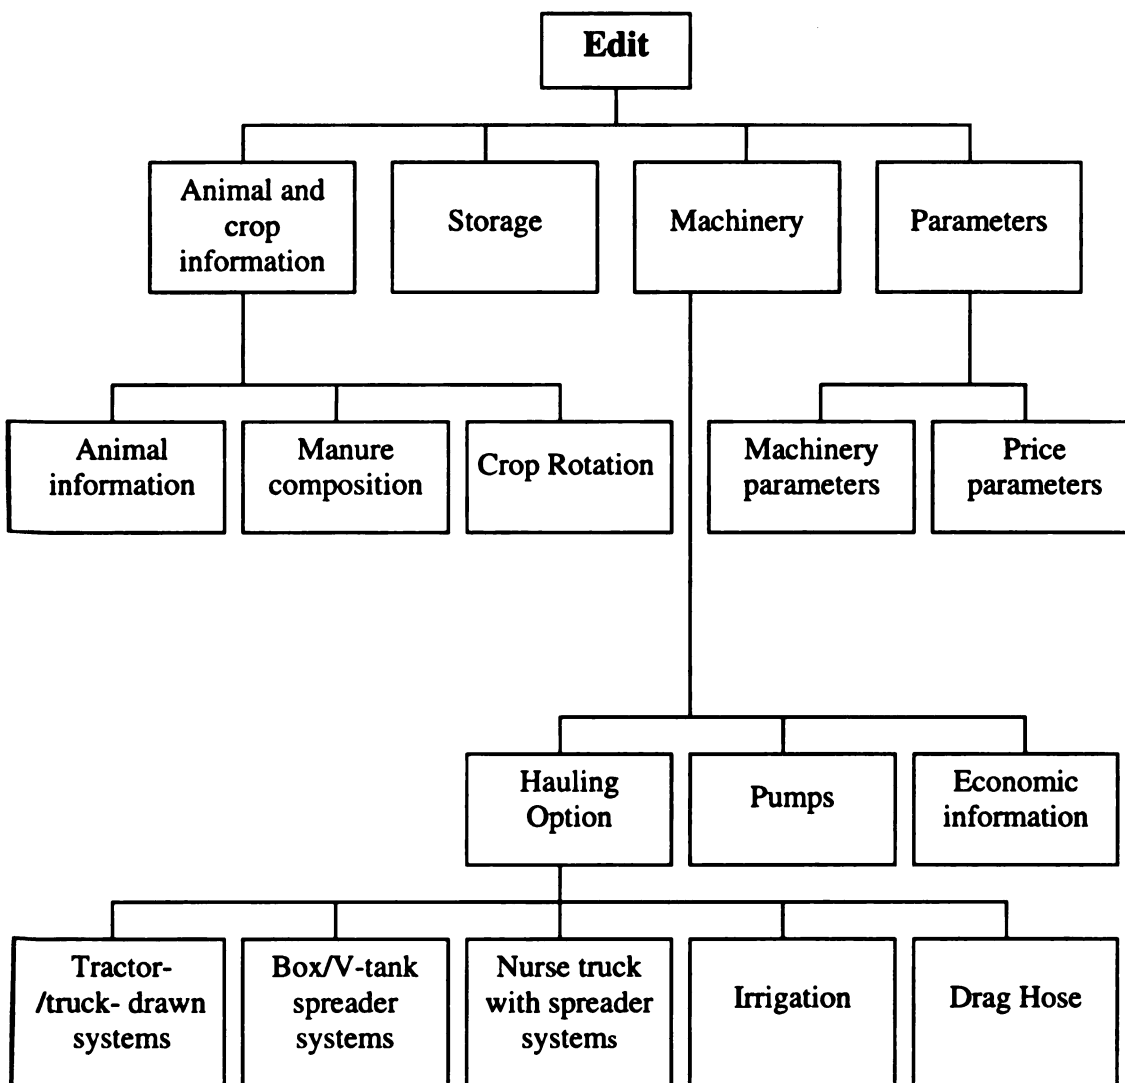 Edit
Animal and
crop
information
Storage
Machinery
Parameters
Animal
information
Manure
composition
Crop Rotation
Machinery
parameters
Price
parameters
Hauling
Option
Pumps
Economic
information
Tractor-
/truck- drawn
systems
Box/V-tank
spreader
systems
Nurse truck
with spreader
systems
Irrigation
Drag Hose